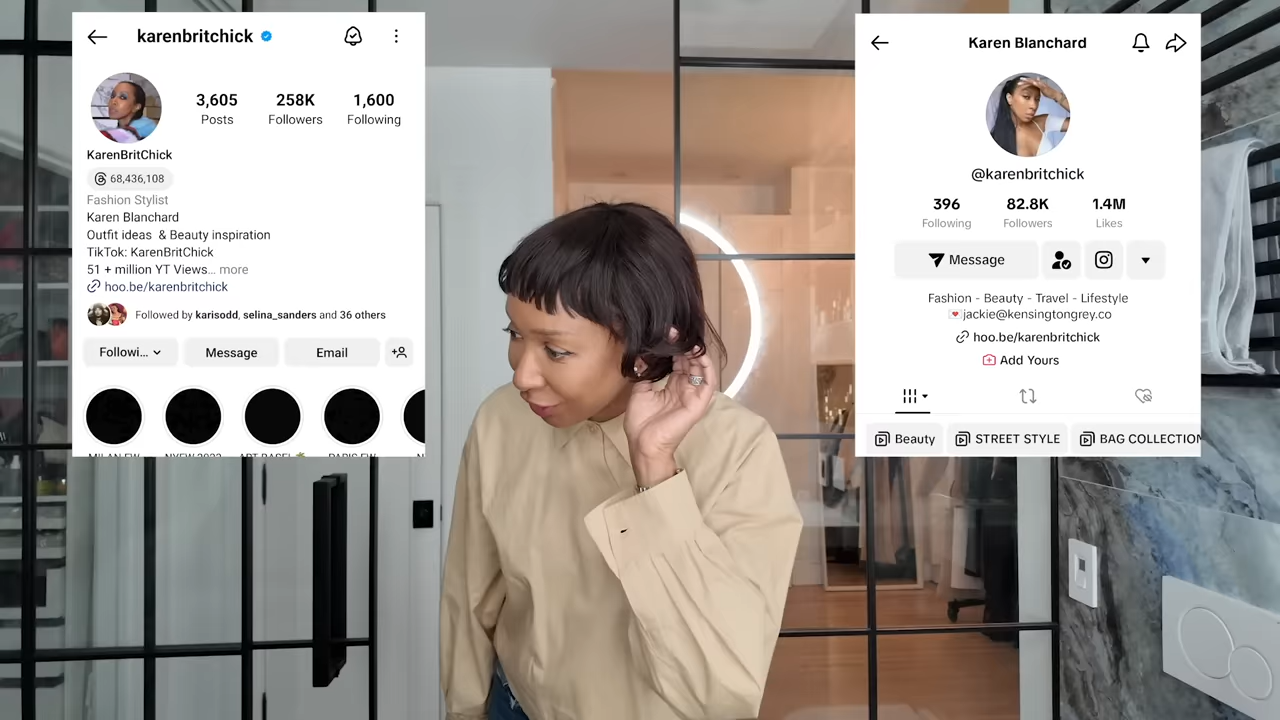 karenbritchick
3,605 258K 1,600
Posts Followers Following
KarenBritChick
68,436,108
Fashion Stylist
Karen Blanchard
Outfit ideas & Beauty inspiration
TikTok: KarenBritChick
51 + million YT Views... more
hoo.be/karenbritchick
Followed by karisodd, selina_sanders and 36 others
Followi... Message Email
Karen Blanchard
@karenbritchick
396 82.8K 1.4M
Following Followers Likes
Message
Fashion - Beauty - Travel - Lifestyle
jackie@kensingtongrey.co
hoo.be/karenbritchick
Add Yours
Beauty STREET STYLE BAG COLLECTION